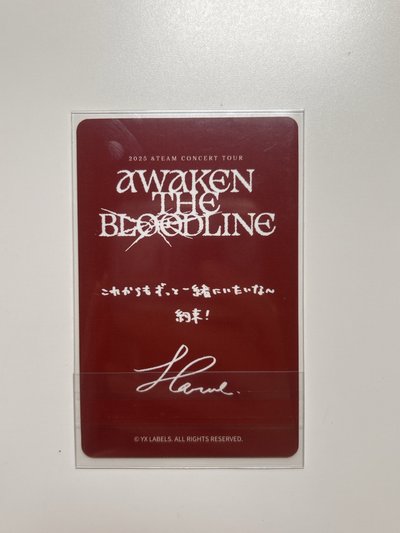 2025 &TEAM CONCERT TOUR
AWAKEN
THE
BLOODLINE
これからもずっと一緒にいたいな〜
約束!
Harua.
© YX LABELS. ALL RIGHTS RESERVED.